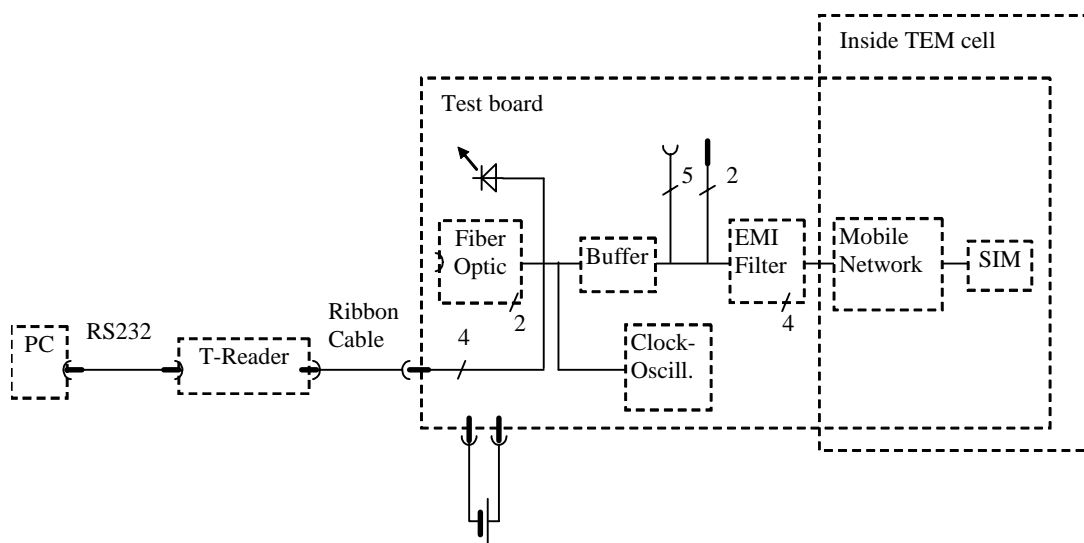 Inside TEM cell
Test board
5
2
Fiber
Optic
2
Buffer
EMI
Filter
4
Mobile
Network
SIM
PC
RS232
T-Reader
Ribbon
Cable
4
Clock-
Oscill.